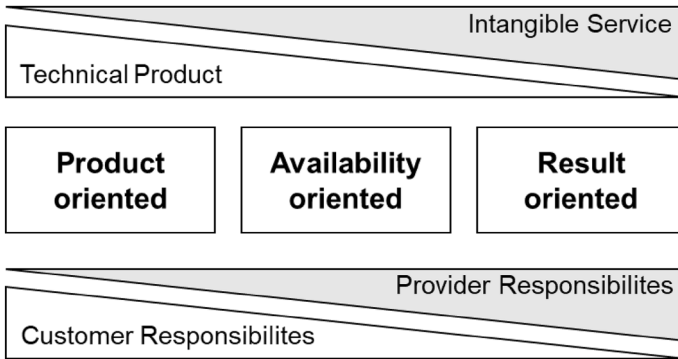 Intangible Service
Technical Product
Product
oriented
Availability
oriented
Result
oriented
Provider Responsibilites
Customer Responsibilites